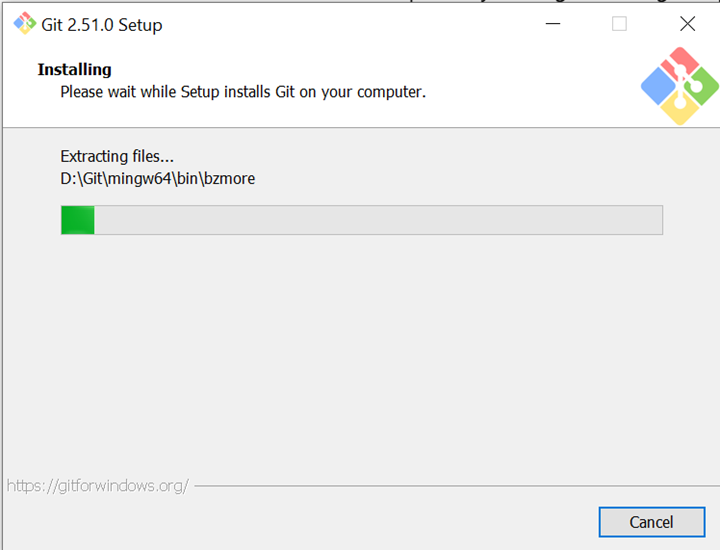 Git 2.51.0 Setup
Installing
Please wait while Setup installs Git on your computer.
Extracting files...
D:\Git\mingw64\bin\bzmore
https://gitforwindows.org/
Cancel